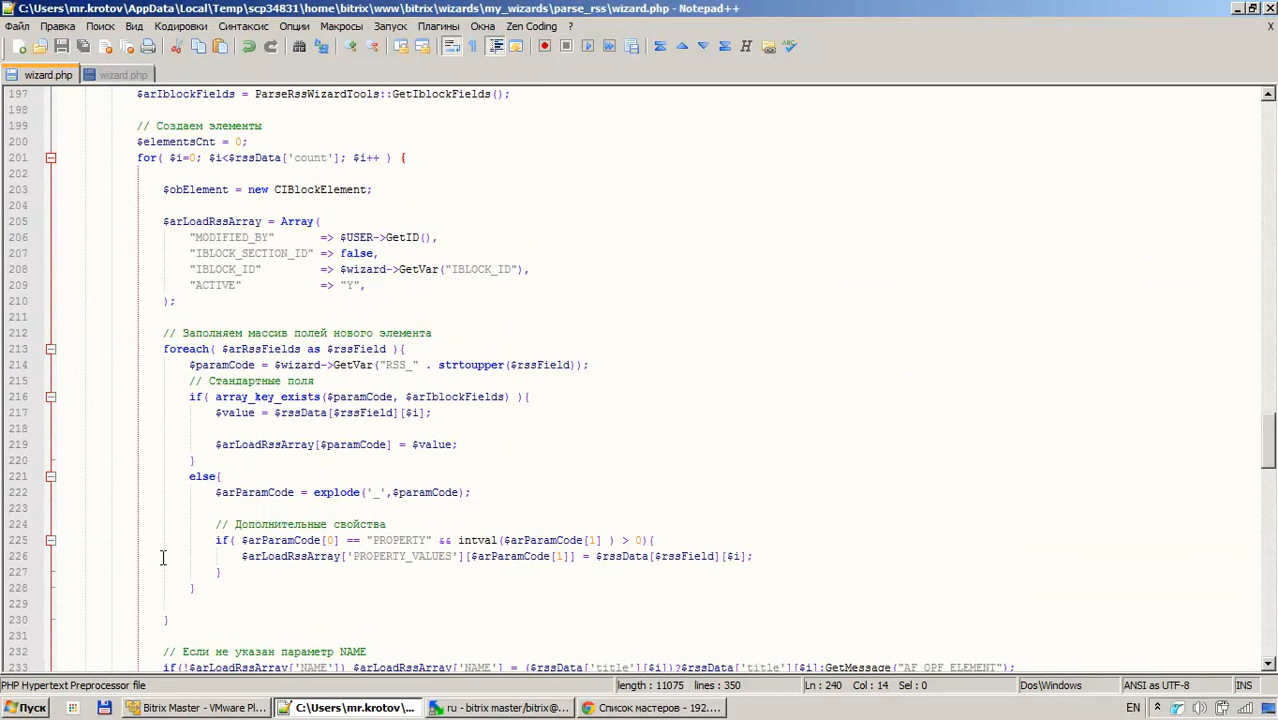 C:\Users\mr.krotov\AppData\Local\Temp\scp34831\home\bitrix\www\bitrix\wizards\my_wizards\parse_rss\wizard.php - Notepad++
Файл Правка Поиск Вид Кодировки Синтаксис Опции Макросы Запуск Плагины Окна Zen Coding ? X
wizard.php wizard.php
197 $arIblockFields = ParseRssWizardTools::GetIblockFields();
198
199 // Создаем элементы
200 $elementsCnt = 0;
201 for( $i=0; $i<$rssData['count']; $i++ ) {
202
203 $obElement = new CIBlockElement;
204
205 $arLoadRssArray = Array(
206 "MODIFIED_BY" => $USER->GetID(),
207 "IBLOCK_SECTION_ID" => false,
208 "IBLOCK_ID" => $wizard->GetVar("IBLOCK_ID"),
209 "ACTIVE" => "Y",
210 );
211
212 // Заполняем массив полей нового элемента
213 foreach( $arRssFields as $rssField ){
214 $paramCode = $wizard->GetVar("RSS_" . strtoupper($rssField));
215 // Стандартные поля
216 if( array_key_exists($paramCode, $arIblockFields) ){
217 $value = $rssData[$rssField][$i];
218
219 $arLoadRssArray[$paramCode] = $value;
220 }
221 else{
222 $arParamCode = explode('_',$paramCode);
223
224 // Дополнительные свойства
225 if( $arParamCode[0] == "PROPERTY" && intval($arParamCode[1] ) > 0){
226 $arLoadRssArray['PROPERTY_VALUES'][$arParamCode[1]] = $rssData[$rssField][$i];
227 }
228 }
229
230 }
231
232 // Если не указан параметр NAME
233 if(!$arLoadRssArray['NAME']) $arLoadRssArray['NAME'] = ($rssData['title'][$i])?$rssData['title'][$i]:GetMessage("AF_OPF_ELEMENT");
PHP Hypertext Preprocessor file length : 11075 lines : 350 Ln : 240 Col : 14 Sel : 0 Dos\Windows ANSI as UTF-8 INS
Пуск Bitrix Master - VMware Pl... C:\Users\mr.krotov\... ru - bitrix master/bitrix@... Список мастеров - 192.... EN 14:08